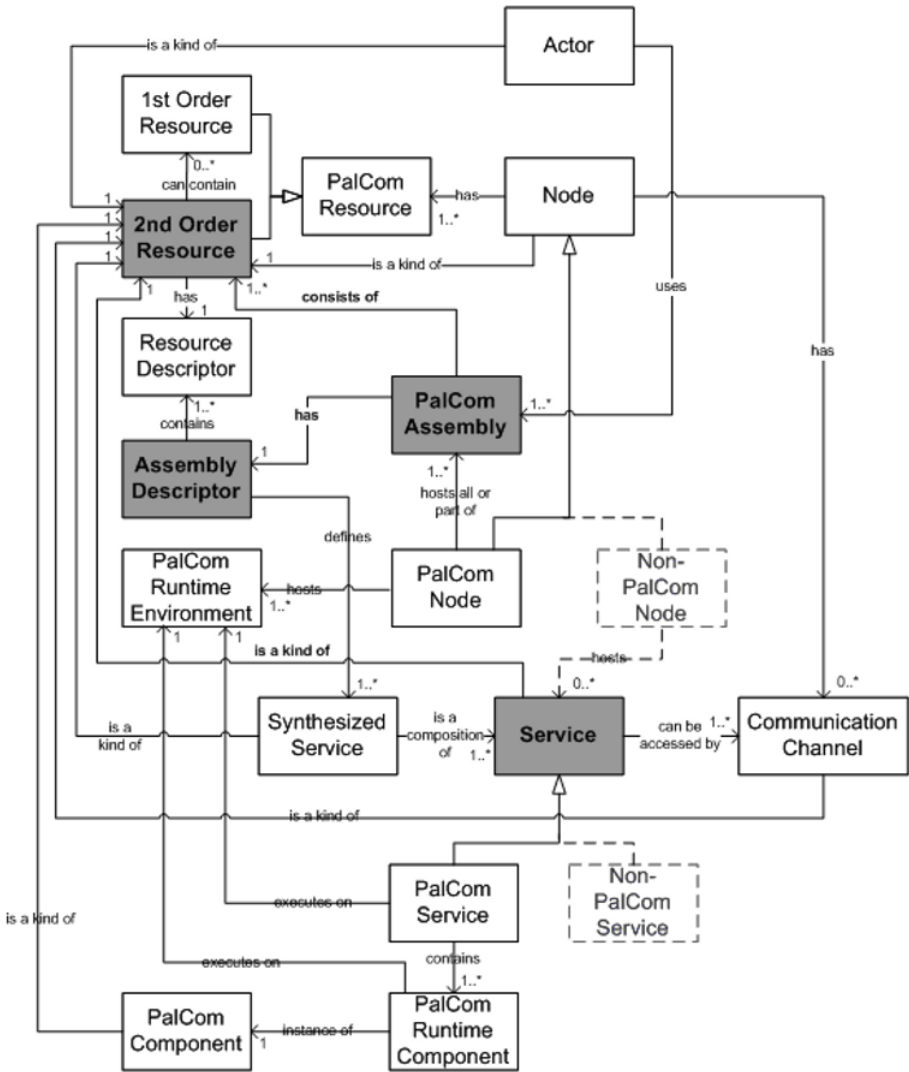 is a kind of
Actor
1st Order
Resource
0..*
can contain
PalCom
Resource
has
1..*
Node
1
1
1
1
2nd Order
Resource
1
is a kind of
1
has
1
1..*
consists of
uses
Resource
Descriptor
has
1..*
contains
has
1
PalCom
Assembly
1..*
Assembly
Descriptor
1..*
hosts all or
part of
defines
PalCom
Runtime
Environment
hosts
1..*
PalCom
Node
Non-
PalCom
Node
1
1
is a kind of
hosts
1..*
0..*
0..*
is a
kind of
Synthesized
Service
is a
composition
of
1..*
Service
can be
accessed by
1..*
Communication
Channel
is a kind of
executes on
PalCom
Service
Non-
PalCom
Service
is a kind of
contains
executes on
1..*
PalCom
Component
1
instance of
PalCom
Runtime
Component